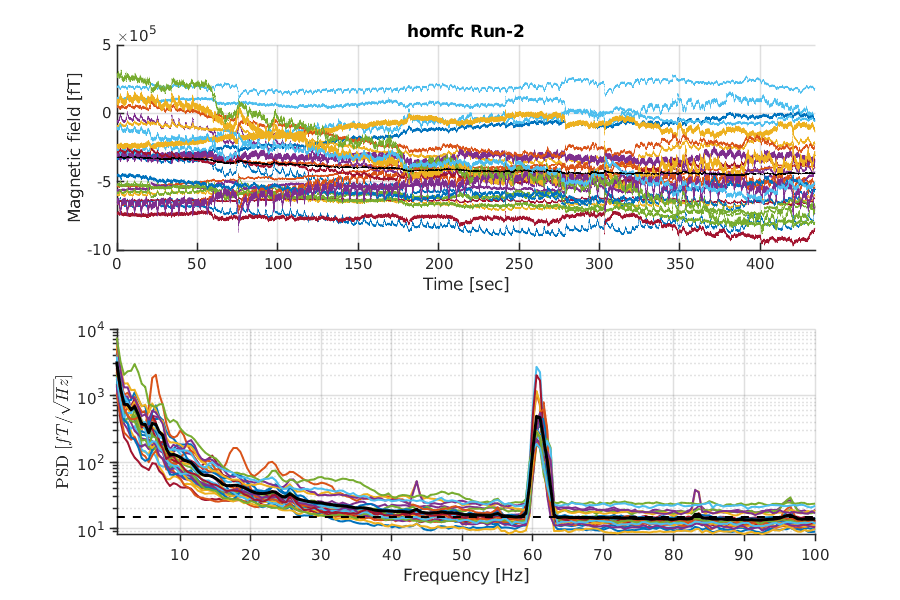 homfc Run-2
×10^5
5
0
-5
-10
Magnetic field [fT]
0 50 100 150 200 250 300 350 400
Time [sec]
10^4
10^3
10^2
10^1
PSD [fT/√Hz]
10 20 30 40 50 60 70 80 90 100
Frequency [Hz]